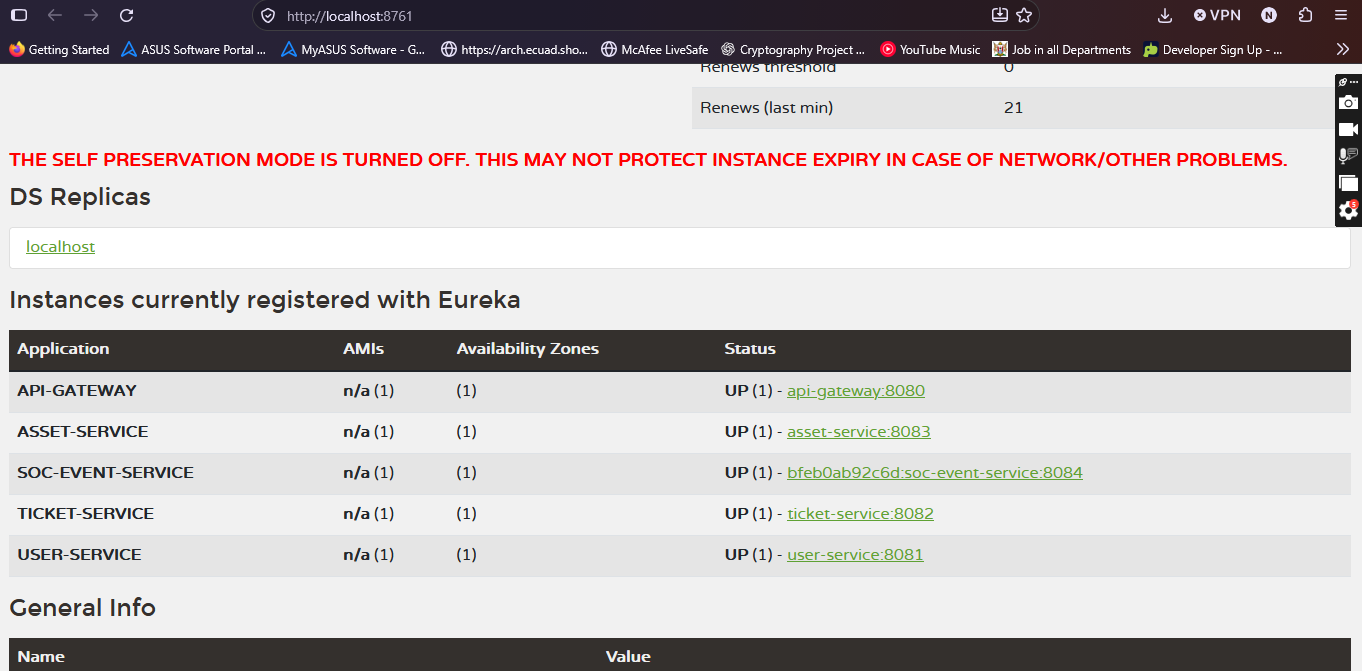 http://localhost:8761
VPN
N
Getting Started
ASUS Software Portal ...
MyASUS Software - G...
https://arch.ecuad.sho...
McAfee LiveSafe
Cryptography Project ...
YouTube Music
Job in all Departments
Developer Sign Up - ...
Renews threshold 0
Renews (last min) 21
THE SELF PRESERVATION MODE IS TURNED OFF. THIS MAY NOT PROTECT INSTANCE EXPIRY IN CASE OF NETWORK/OTHER PROBLEMS.
DS Replicas
localhost
Instances currently registered with Eureka
Application AMIs Availability Zones Status
API-GATEWAY n/a (1) (1) UP (1) - api-gateway:8080
ASSET-SERVICE n/a (1) (1) UP (1) - asset-service:8083
SOC-EVENT-SERVICE n/a (1) (1) UP (1) - bfeb0ab92c6d:soc-event-service:8084
TICKET-SERVICE n/a (1) (1) UP (1) - ticket-service:8082
USER-SERVICE n/a (1) (1) UP (1) - user-service:8081
General Info
Name Value
5